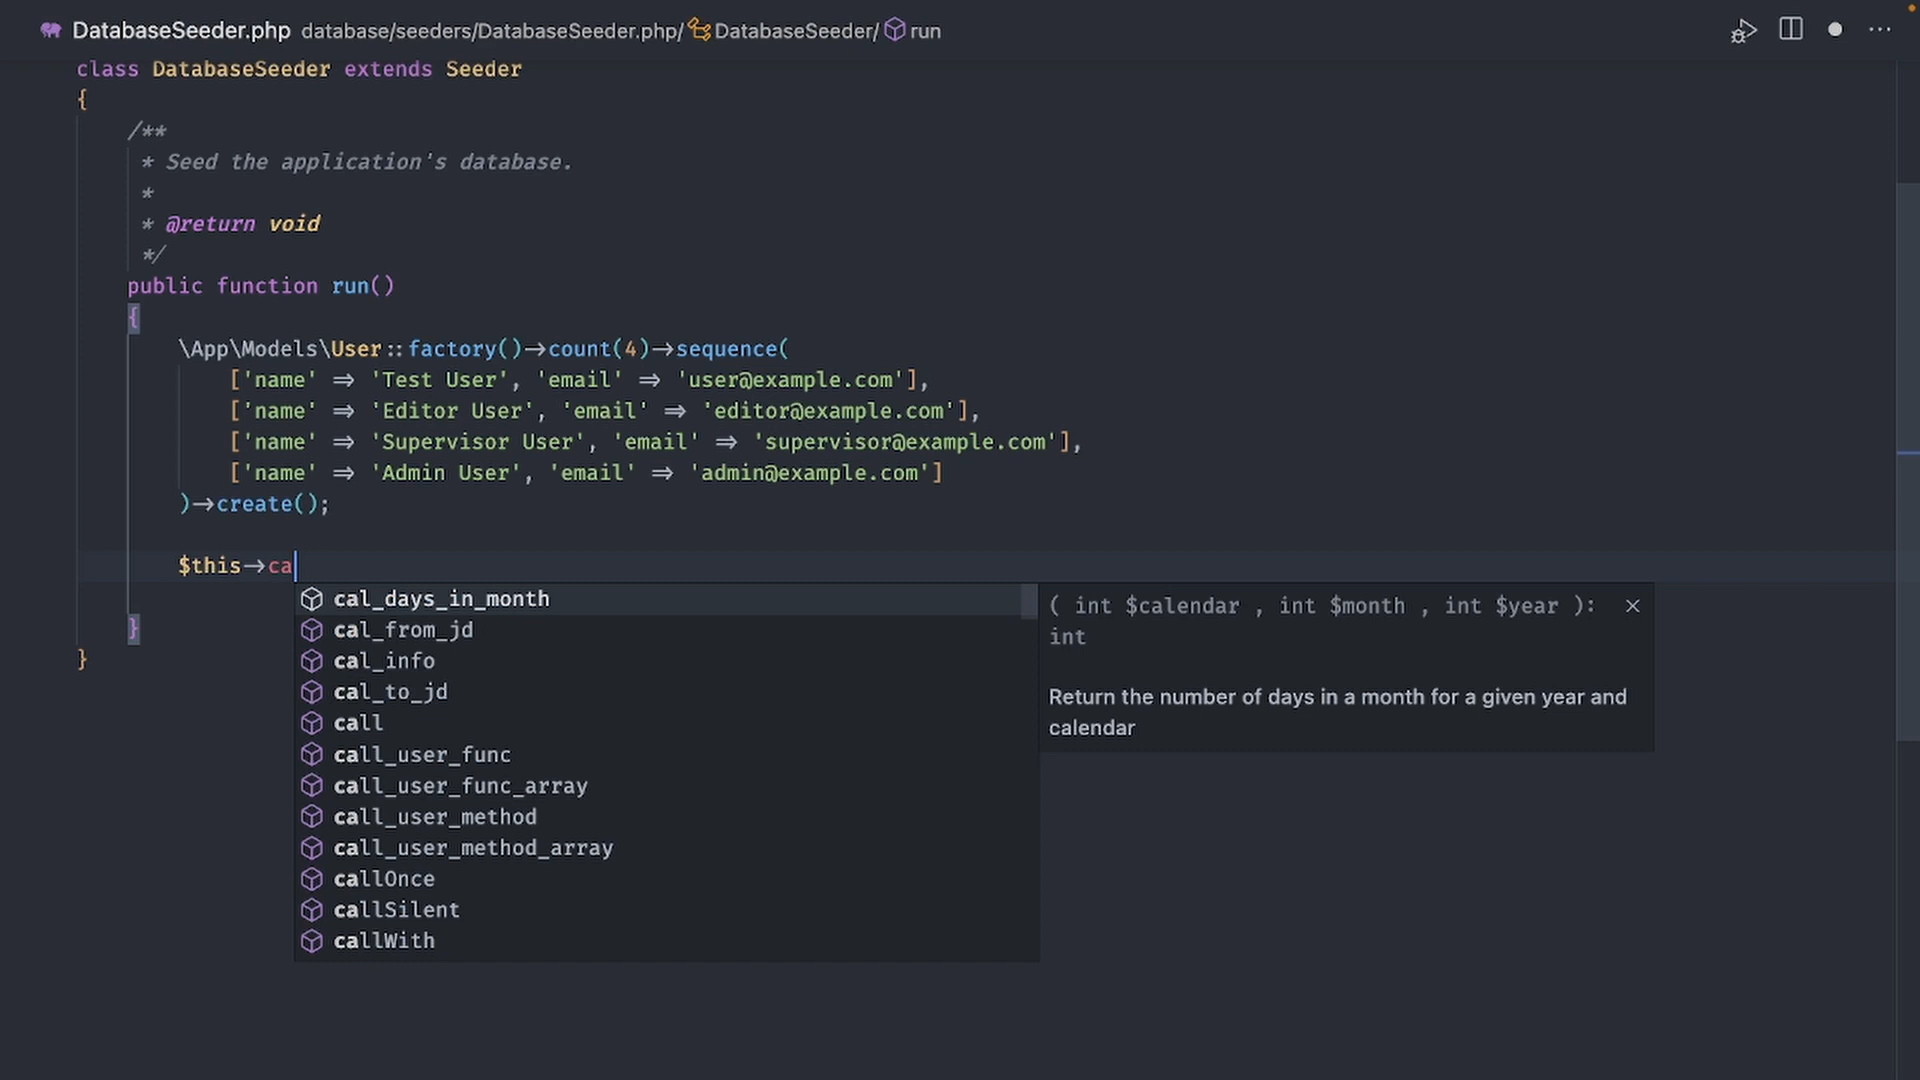 DatabaseSeeder.php database/seeders/DatabaseSeeder.php/ DatabaseSeeder/ run
class DatabaseSeeder extends Seeder
{
/**
* Seed the application's database.
*
* @return void
*/
public function run()
{
\App\Models\User::factory()->count(4)->sequence(
['name' => 'Test User', 'email' => 'user@example.com'],
['name' => 'Editor User', 'email' => 'editor@example.com'],
['name' => 'Supervisor User', 'email' => 'supervisor@example.com'],
['name' => 'Admin User', 'email' => 'admin@example.com']
)->create();
$this->ca
cal_days_in_month
cal_from_jd
cal_info
cal_to_jd
call
call_user_func
call_user_func_array
call_user_method
call_user_method_array
callOnce
callSilent
callWith
( int $calendar , int $month , int $year ):
int
Return the number of days in a month for a given year and
calendar
}
}